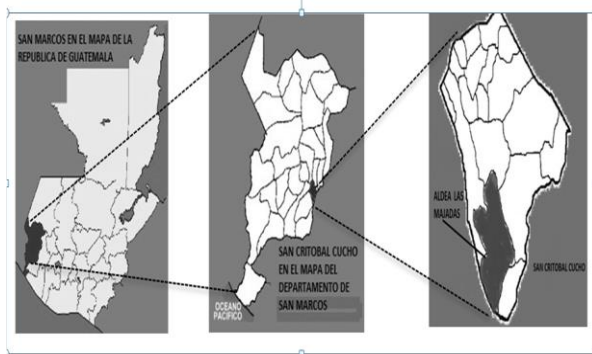 SAN MARCOS EN EL MAPA DE LA
REPUBLICA DE GUATEMALA
SAN CRITOBAL CUCHO
EN EL MAPA DEL
DEPARTAMENTO DE
SAN MARCOS
OCEANO
PACIFICO
ALDEA LAS
MAJADAS
SAN CRITOBAL CUCHO